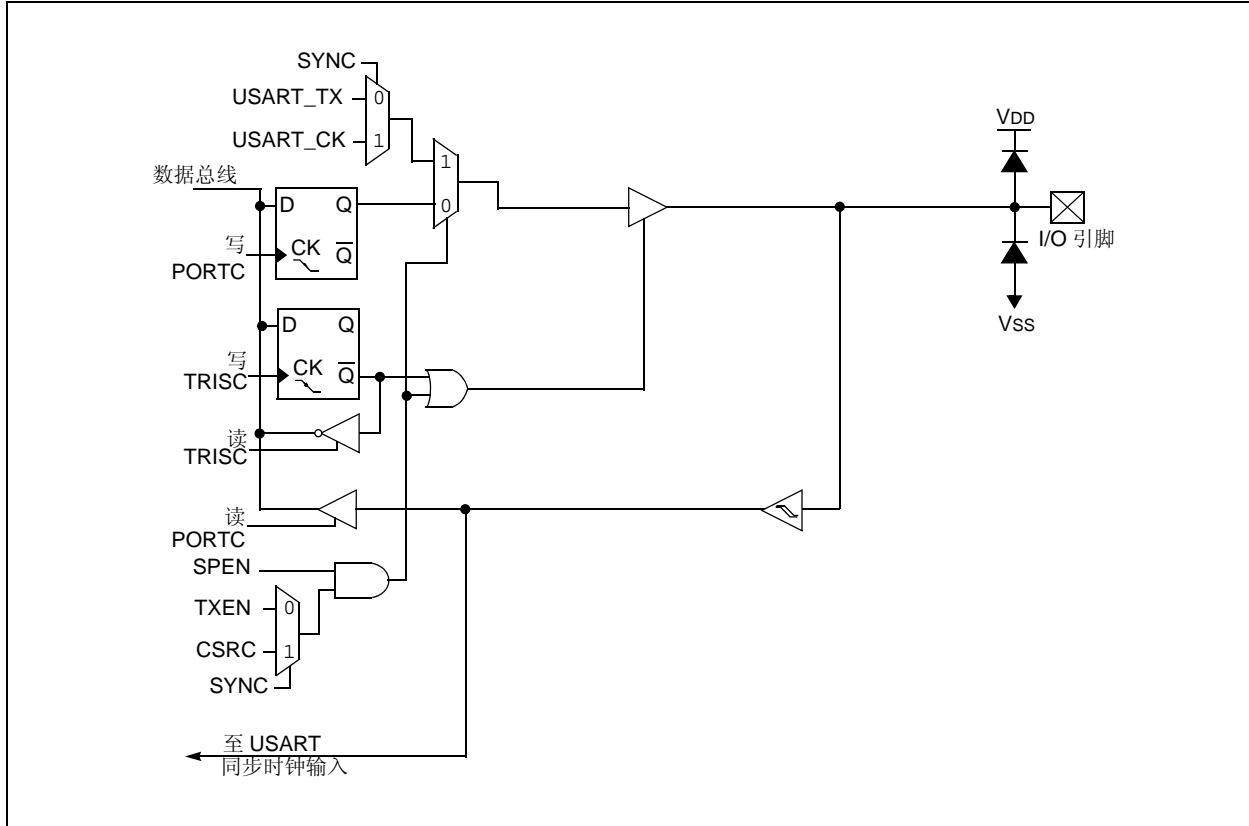 SYNC
USART_TX
0
USART_CK
1
VDD
1
0
数据总线
D
Q
写
PORTC
CK
Q
I/O 引脚
VSS
D
Q
写
TRISC
CK
Q
读
TRISC
读
PORTC
SPEN
TXEN
0
CSRC
1
SYNC
至 USART
同步时钟输入